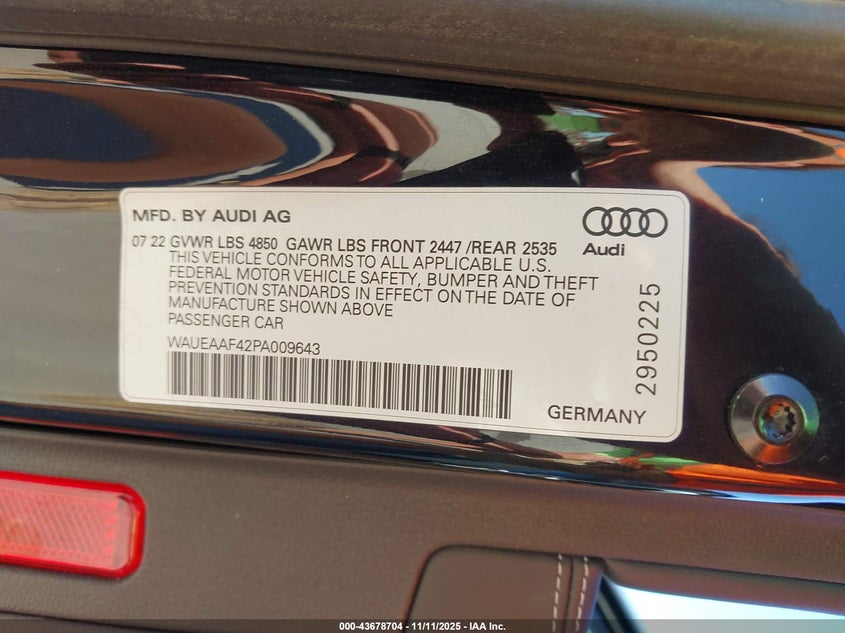 MFD. BY AUDI AG
Audi
07 22 GVWR LBS 4850 GAWR LBS FRONT 2447 /REAR 2535
THIS VEHICLE CONFORMS TO ALL APPLICABLE U.S.
FEDERAL MOTOR VEHICLE SAFETY, BUMPER AND THEFT
PREVENTION STANDARDS IN EFFECT ON THE DATE OF
MANUFACTURE SHOWN ABOVE
PASSENGER CAR
WAUEAAF42PA009643
2950225
GERMANY
000-43678704 - 11/11/2025 - IAA Inc.